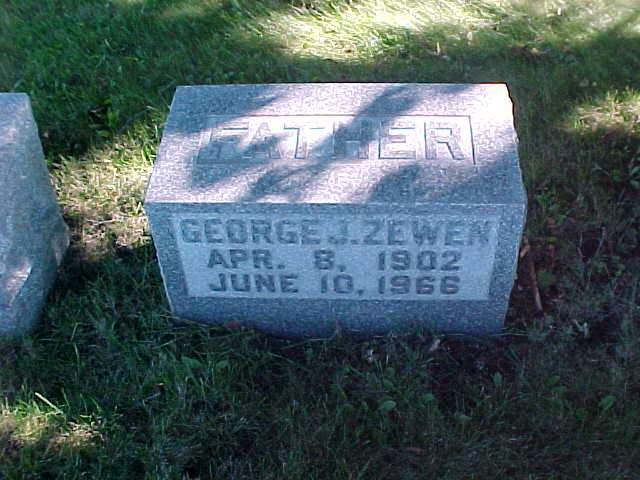 FATHER
GEORGE J. ZEWEN
APR. 8, 1902
JUNE 10, 1966